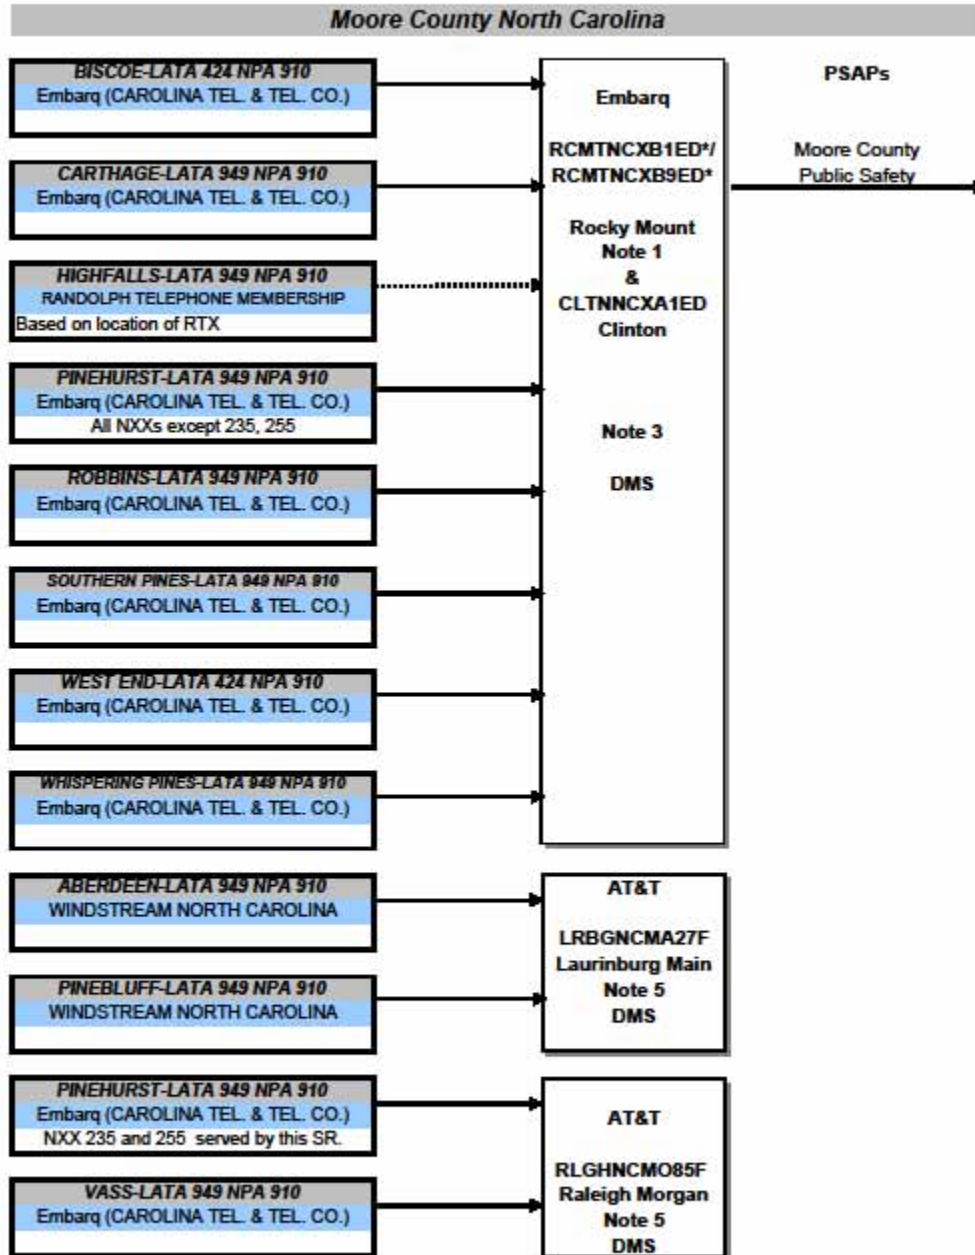 Moore County North Carolina
BISCOE-LATA 424 NPA 910
Embarq (CAROLINA TEL. & TEL. CO.)
CARTHAGE-LATA 949 NPA 910
Embarq (CAROLINA TEL. & TEL. CO.)
HIGHFALLS-LATA 949 NPA 910
RANDOLPH TELEPHONE MEMBERSHIP
Based on location of RTX
PINEHURST-LATA 949 NPA 910
Embarq (CAROLINA TEL. & TEL. CO.)
All NXXs except 235, 255
ROBBINS-LATA 949 NPA 910
Embarq (CAROLINA TEL. & TEL. CO.)
SOUTHERN PINES-LATA 949 NPA 910
Embarq (CAROLINA TEL. & TEL. CO.)
WEST END-LATA 424 NPA 910
Embarq (CAROLINA TEL. & TEL. CO.)
WHISPERING PINES-LATA 949 NPA 910
Embarq (CAROLINA TEL. & TEL. CO.)
Embarq
RCMTNCXB1ED*/
RCMTNCXB9ED*
Rocky Mount
Note 1
&
CLTNNCXA1ED
Clinton
Note 3
DMS
PSAPs
Moore County
Public Safety
ABERDEEN-LATA 949 NPA 910
WINDSTREAM NORTH CAROLINA
PINEBLUFF-LATA 949 NPA 910
WINDSTREAM NORTH CAROLINA
AT&T
LRBGNCMA27F
Laurinburg Main
Note 5
DMS
PINEHURST-LATA 949 NPA 910
Embarq (CAROLINA TEL. & TEL. CO.)
NXX 235 and 255 served by this SR.
VASS-LATA 949 NPA 910
Embarq (CAROLINA TEL. & TEL. CO.)
AT&T
RLGHNCMO85F
Raleigh Morgan
Note 5
DMS